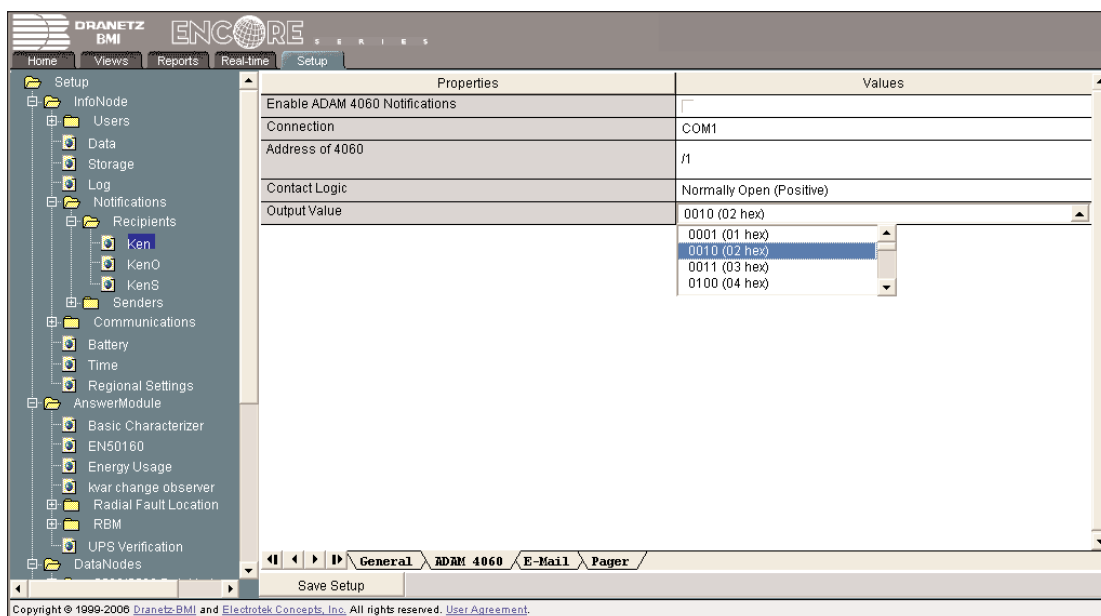 DRANETZ
BMI
ENCORE
SERIES
Home Views Reports Real-time Setup
Setup
InfoNode
Users
Data
Storage
Log
Notifications
Recipients
Ken
KenO
KenS
Senders
Communications
Battery
Time
Regional Settings
AnswerModule
Basic Characterizer
EN50160
Energy Usage
kvar change observer
Radial Fault Location
RBM
UPS Verification
DataNodes
Properties Values
Enable ADAM 4060 Notifications
Connection COM1
Address of 4060 /1
Contact Logic Normally Open (Positive)
Output Value 0010 (02 hex)
0001 (01 hex)
0010 (02 hex)
0011 (03 hex)
0100 (04 hex)
General ADAM 4060 E-Mail Pager
Save Setup
Copyright © 1999-2006 Dranetz-BMI and Electrotek Concepts, Inc. All rights reserved. User Agreement.